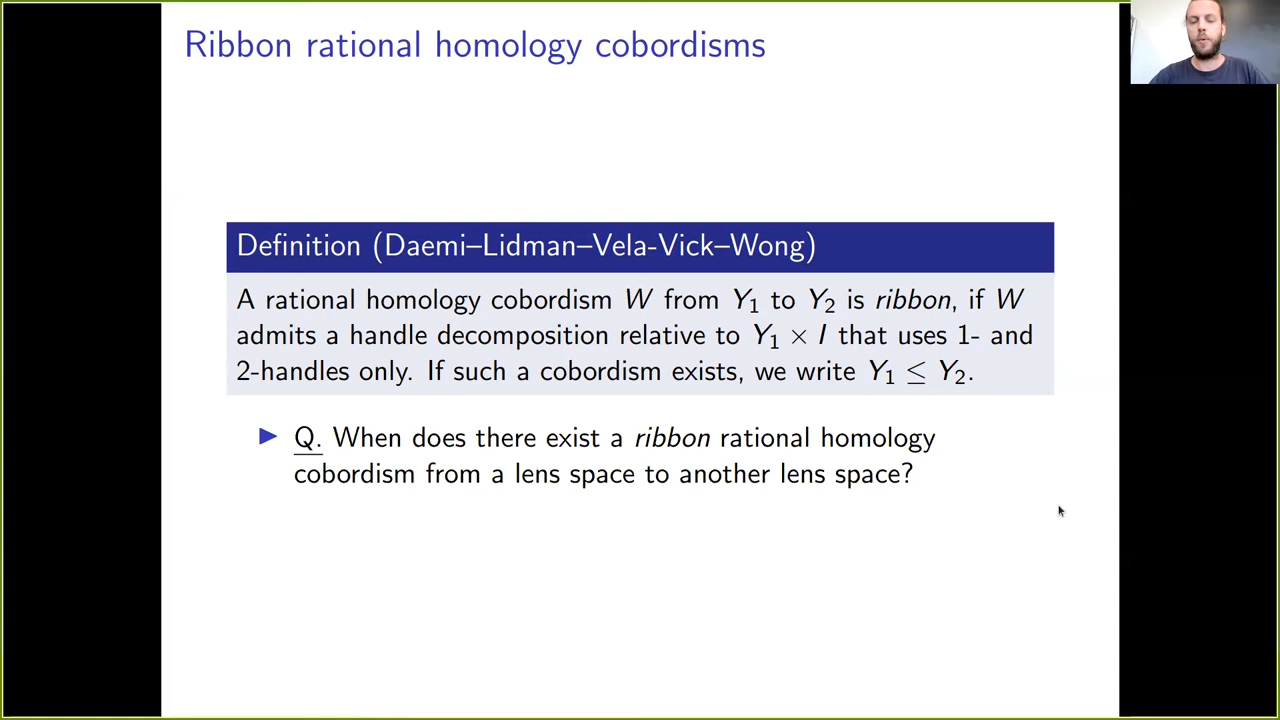 Ribbon rational homology cobordisms
Definition (Daemi–Lidman–Vela-Vick–Wong)
A rational homology cobordism W from Y₁ to Y₂ is ribbon, if W
admits a handle decomposition relative to Y₁ × I that uses 1- and
2-handles only. If such a cobordism exists, we write Y₁ ≤ Y₂.
▶ Q. When does there exist a ribbon rational homology
cobordism from a lens space to another lens space?